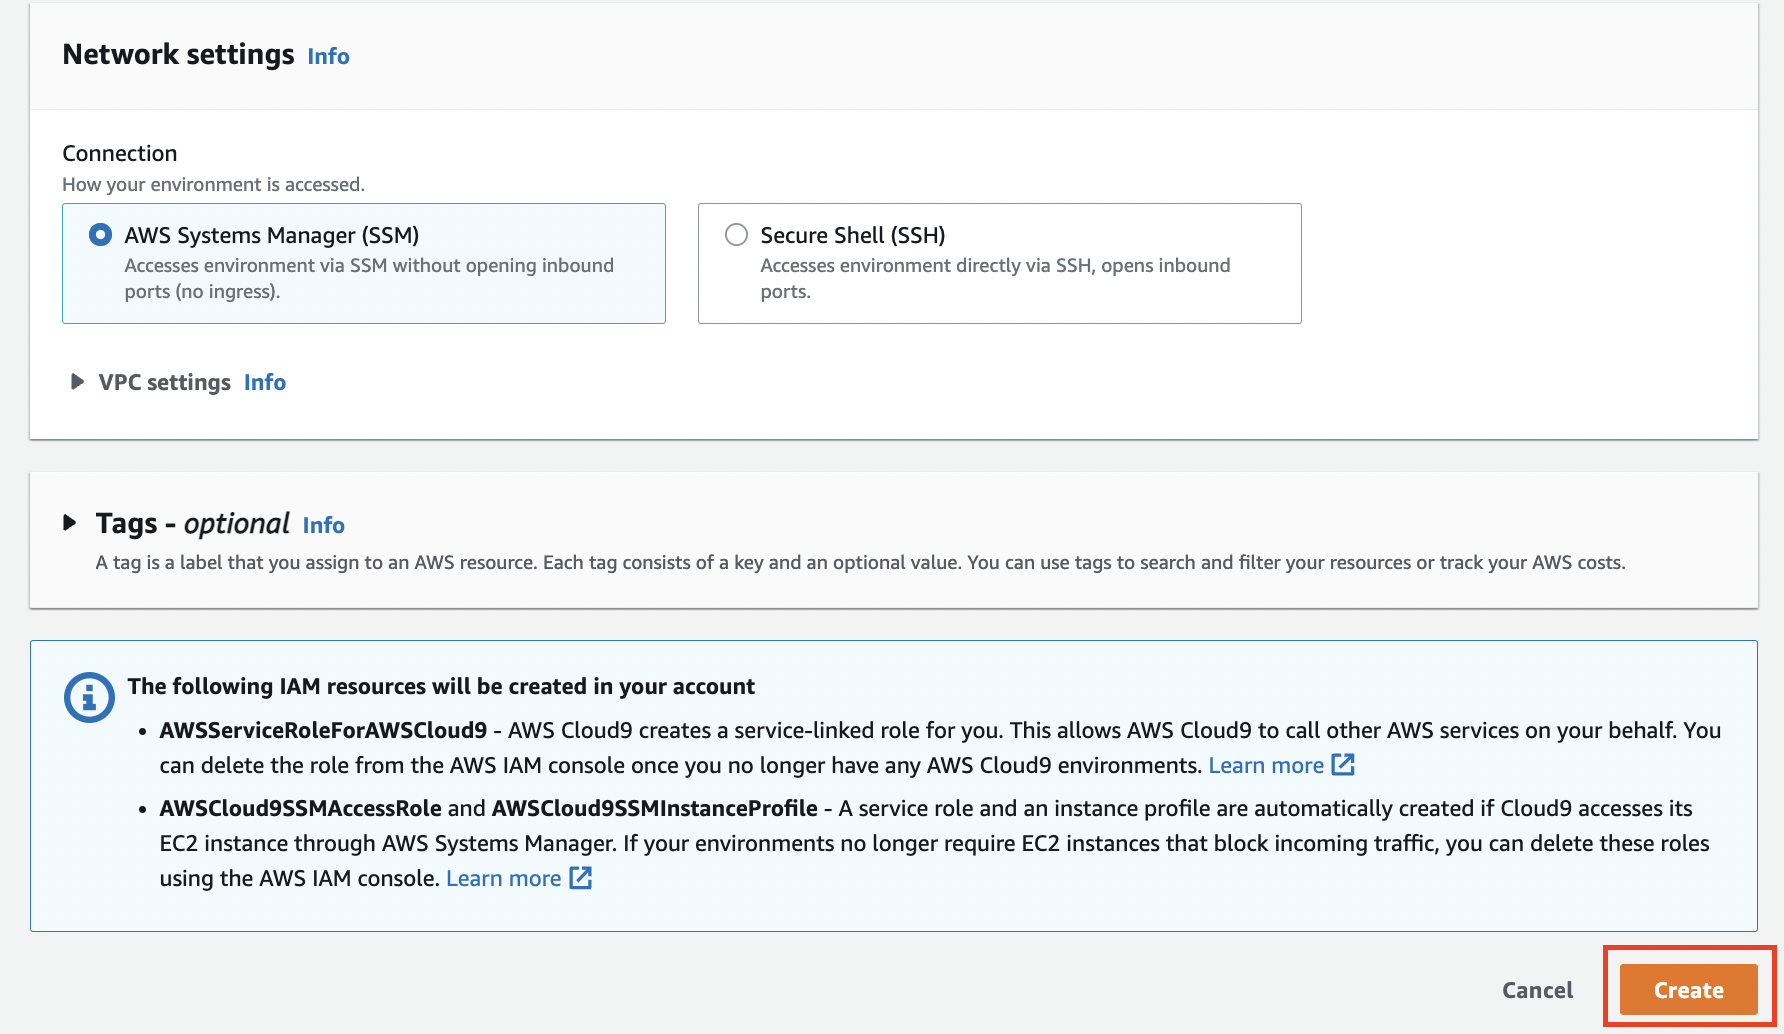 Network settings Info
Connection
How your environment is accessed.
AWS Systems Manager (SSM)
Accesses environment via SSM without opening inbound
ports (no ingress).
Secure Shell (SSH)
Accesses environment directly via SSH, opens inbound
ports.
VPC settings Info
Tags - optional Info
A tag is a label that you assign to an AWS resource. Each tag consists of a key and an optional value. You can use tags to search and filter your resources or track your AWS costs.
The following IAM resources will be created in your account
• AWSServiceRoleForAWSCloud9 - AWS Cloud9 creates a service-linked role for you. This allows AWS Cloud9 to call other AWS services on your behalf. You
can delete the role from the AWS IAM console once you no longer have any AWS Cloud9 environments. Learn more
• AWSCloud9SSMAccessRole and AWSCloud9SSMInstanceProfile - A service role and an instance profile are automatically created if Cloud9 accesses its
EC2 instance through AWS Systems Manager. If your environments no longer require EC2 instances that block incoming traffic, you can delete these roles
using the AWS IAM console. Learn more
Cancel
Create